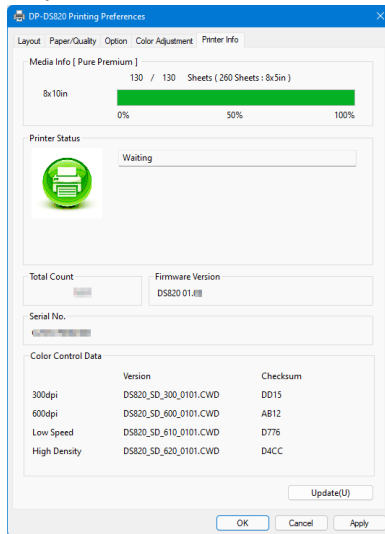 DP-DS820 Printing Preferences
Layout Paper/Quality Option Color Adjustment Printer Info
Media Info [ Pure Premium ]
130 / 130 Sheets ( 260 Sheets : 8x5in )
8x10in
0% 50% 100%
Printer Status
Waiting
Total Count Firmware Version
DS820 01.
Serial No.
Color Control Data
Version Checksum
300dpi DS820_SD_300_0101.CWD DD15
600dpi DS820_SD_600_0101.CWD AB12
Low Speed DS820_SD_610_0101.CWD D776
High Density DS820_SD_620_0101.CWD D4CC
Update(U)
OK Cancel Apply